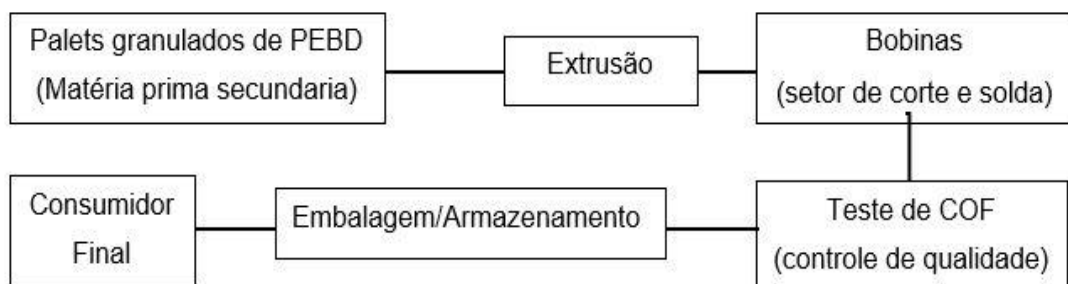 Palets granulados de PEBD
(Matéria prima secundaria)
Extrusão
Bobinas
(setor de corte e solda)
Teste de COF
(controle de qualidade)
Embalagem/Armazenamento
Consumidor
Final